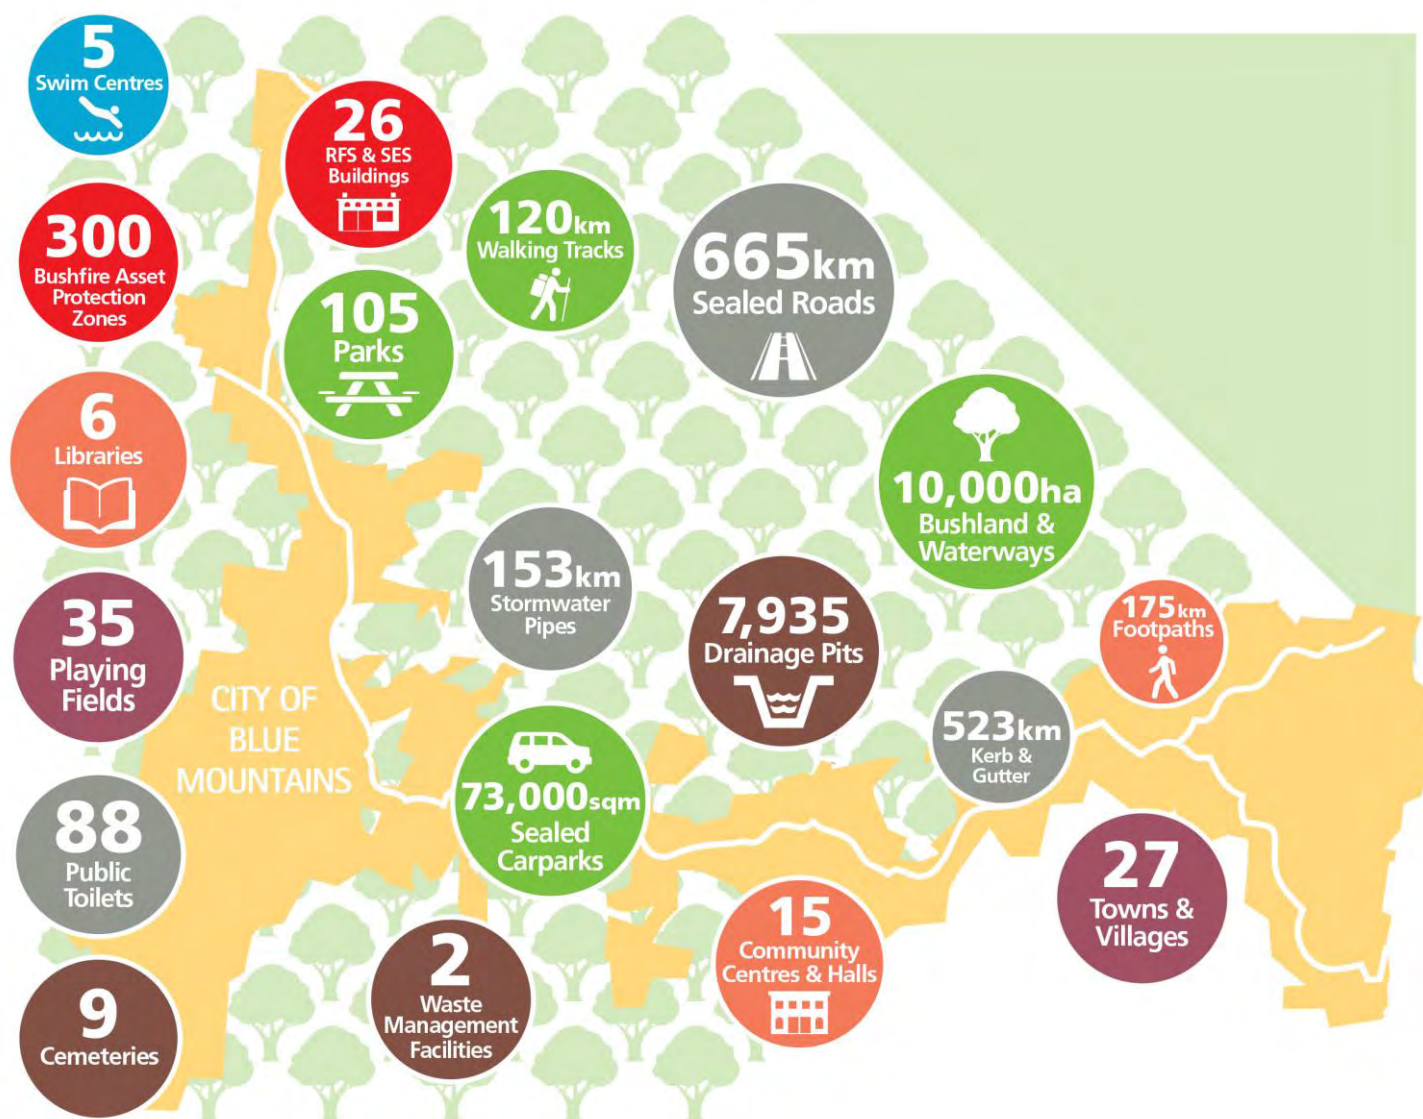 5
Swim Centres
26
RFS & SES
Buildings
300
Bushfire Asset
Protection
Zones
120km
Walking Tracks
665km
Sealed Roads
105
Parks
6
Libraries
10,000ha
Bushland &
Waterways
153km
Stormwater
Pipes
7,935
Drainage Pits
175km
Footpaths
35
Playing
Fields
CITY OF
BLUE
MOUNTAINS
523km
Kerb &
Gutter
73,000sqm
Sealed
Carparks
88
Public
Toilets
27
Towns &
Villages
15
Community
Centres & Halls
2
Waste
Management
Facilities
9
Cemeteries